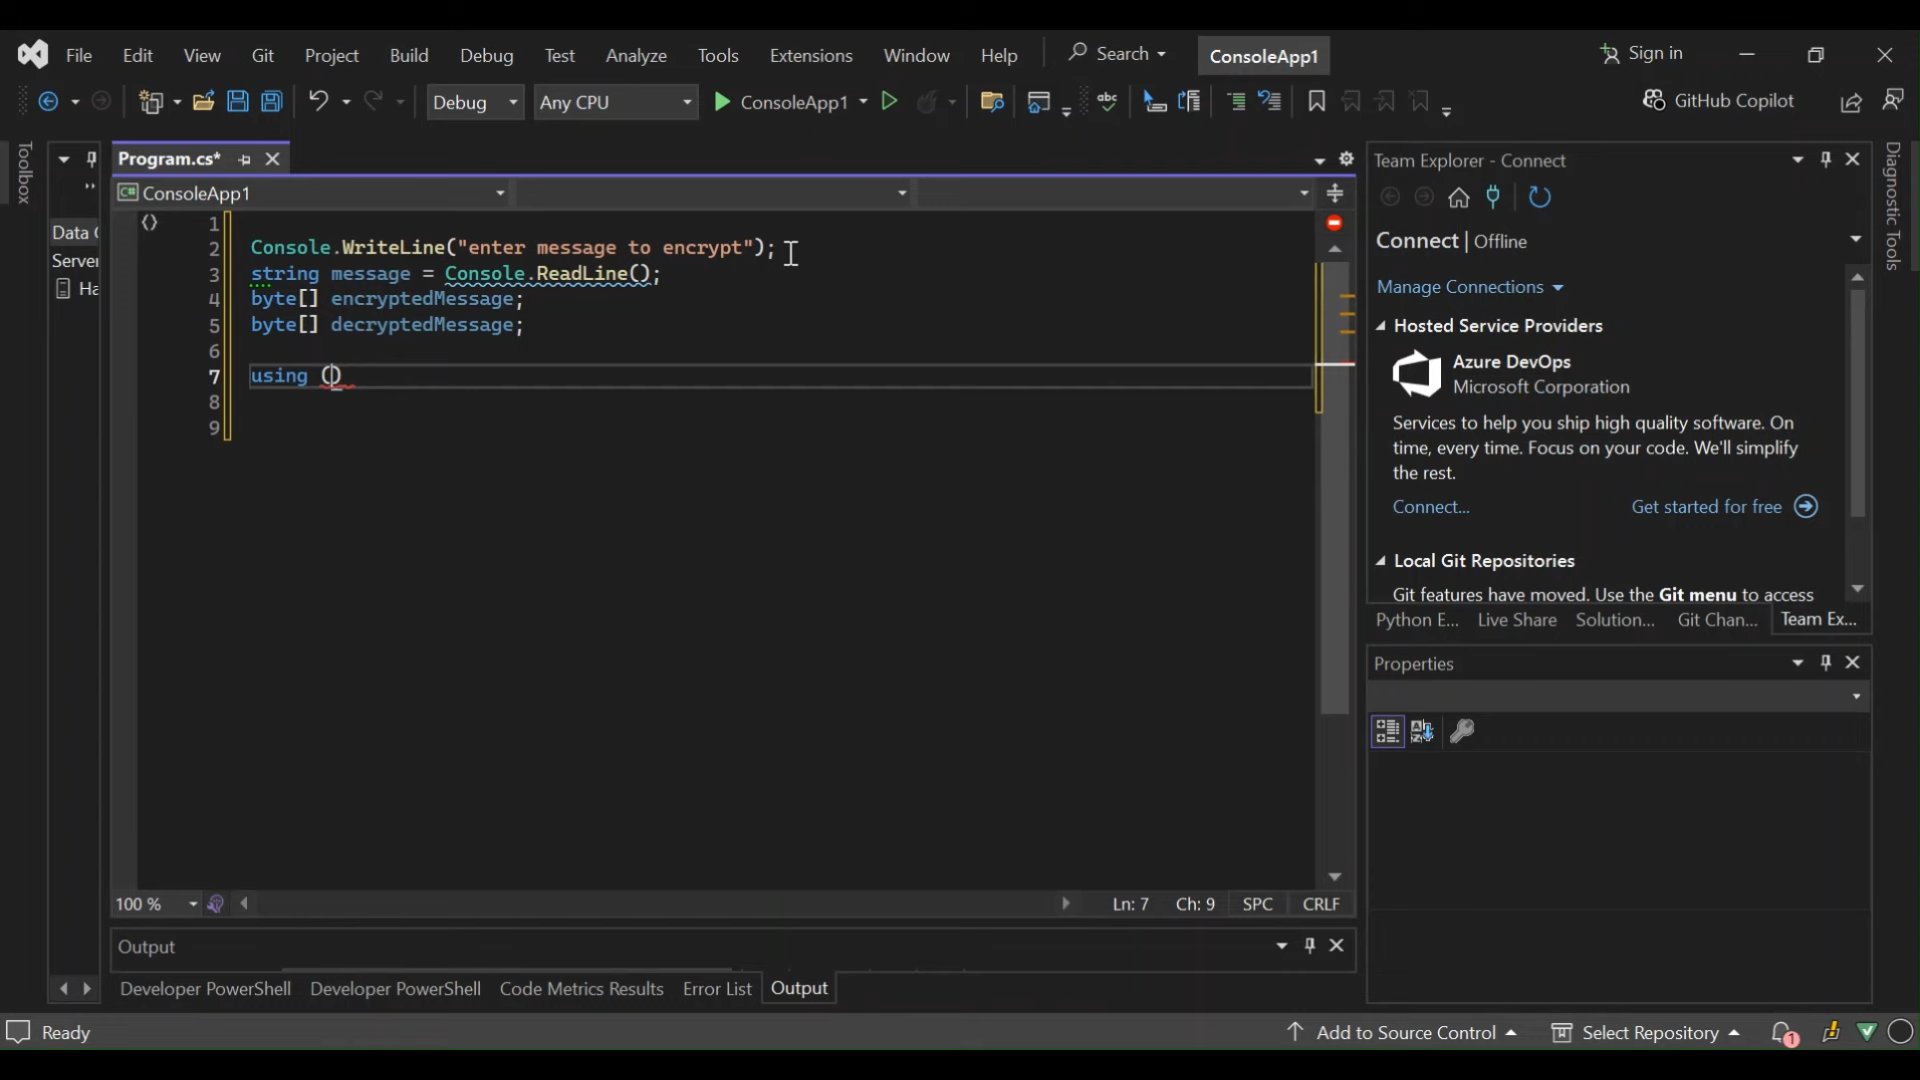 File Edit View Git Project Build Debug Test Analyze Tools Extensions Window Help Search ConsoleApp1 Sign in
Debug Any CPU ConsoleApp1 GitHub Copilot
Toolbox
Data
Server
Ha
Program.cs*
C# ConsoleApp1
1
2 Console.WriteLine("enter message to encrypt");
3 string message = Console.ReadLine();
4 byte[] encryptedMessage;
5 byte[] decryptedMessage;
6
7 using ()
8
9
100 % Ln: 7 Ch: 9 SPC CRLF
Output
Developer PowerShell Developer PowerShell Code Metrics Results Error List Output
Team Explorer - Connect
Connect | Offline
Manage Connections
Hosted Service Providers
Azure DevOps
Microsoft Corporation
Services to help you ship high quality software. On
time, every time. Focus on your code. We'll simplify
the rest.
Connect... Get started for free
Local Git Repositories
Git features have moved. Use the Git menu to access
Python E... Live Share Solution... Git Chan... Team Ex...
Properties
Diagnostic Tools
Ready Add to Source Control Select Repository 1